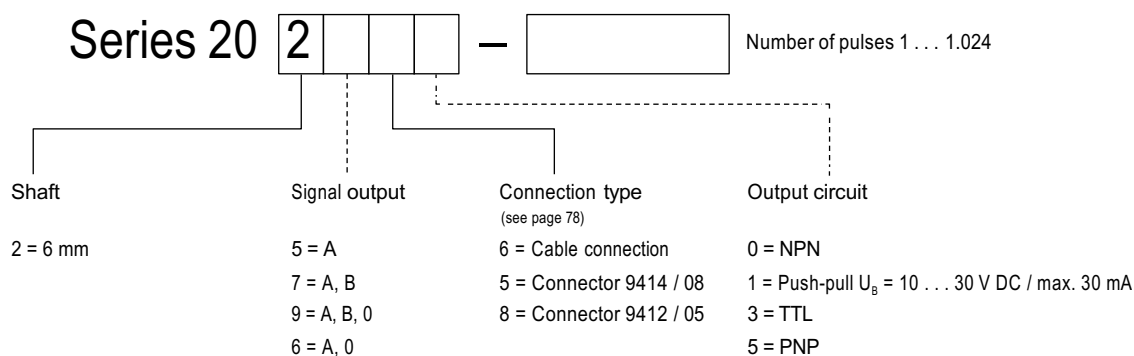 Series 20 2 – Number of pulses 1 . . . 1.024
Shaft Signal output Connection type Output circuit
(see page 78)
2 = 6 mm 5 = A 6 = Cable connection 0 = NPN
7 = A, B 5 = Connector 9414 / 08 1 = Push-pull U_B = 10 . . . 30 V DC / max. 30 mA
9 = A, B, 0 8 = Connector 9412 / 05 3 = TTL
6 = A, 0 5 = PNP